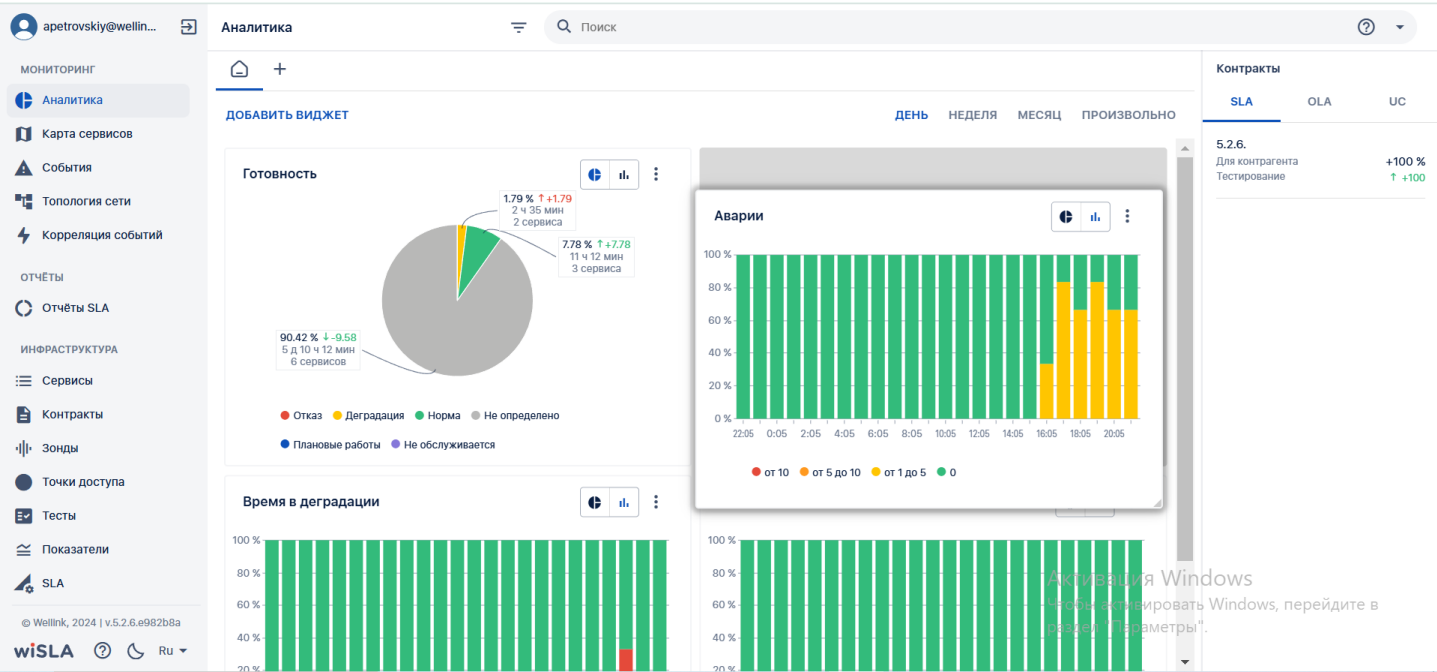 apetrovskiy@wellin...
МОНИТОРИНГ
Аналитика
Карта сервисов
События
Топология сети
Корреляция событий
ОТЧЁТЫ
Отчёты SLA
ИНФРАСТРУКТУРА
Сервисы
Контракты
Зонды
Точки доступа
Тесты
Показатели
SLA
© Wellink, 2024 | v.5.2.6.e982b8a
wiSLA
Ru
Аналитика
Поиск
ДОБАВИТЬ ВИДЖЕТ
ДЕНЬ НЕДЕЛЯ МЕСЯЦ ПРОИЗВОЛЬНО
Готовность
1.79 % ↑ +1.79
2 ч 35 мин
2 сервиса
7.78 % ↑ +7.78
11 ч 12 мин
3 сервиса
90.42 % ↓ -9.58
5 д 10 ч 12 мин
6 сервисов
Отказ Деградация Норма Не определено
Плановые работы Не обслуживается
Аварии
100 %
80 %
60 %
40 %
20 %
0 %
22:05 0:05 2:05 4:05 6:05 8:05 10:05 12:05 14:05 16:05 18:05 20:05
от 10 от 5 до 10 от 1 до 5 0
Время в деградации
100 %
80 %
60 %
40 %
20 %
100 %
80 %
60 %
40 %
20 %
Контракты
SLA OLA UC
5.2.6.
Для контрагента +100 %
Тестирование ↑ +100
Активация Windows
Чтобы активировать Windows, перейдите в
раздел "Параметры".